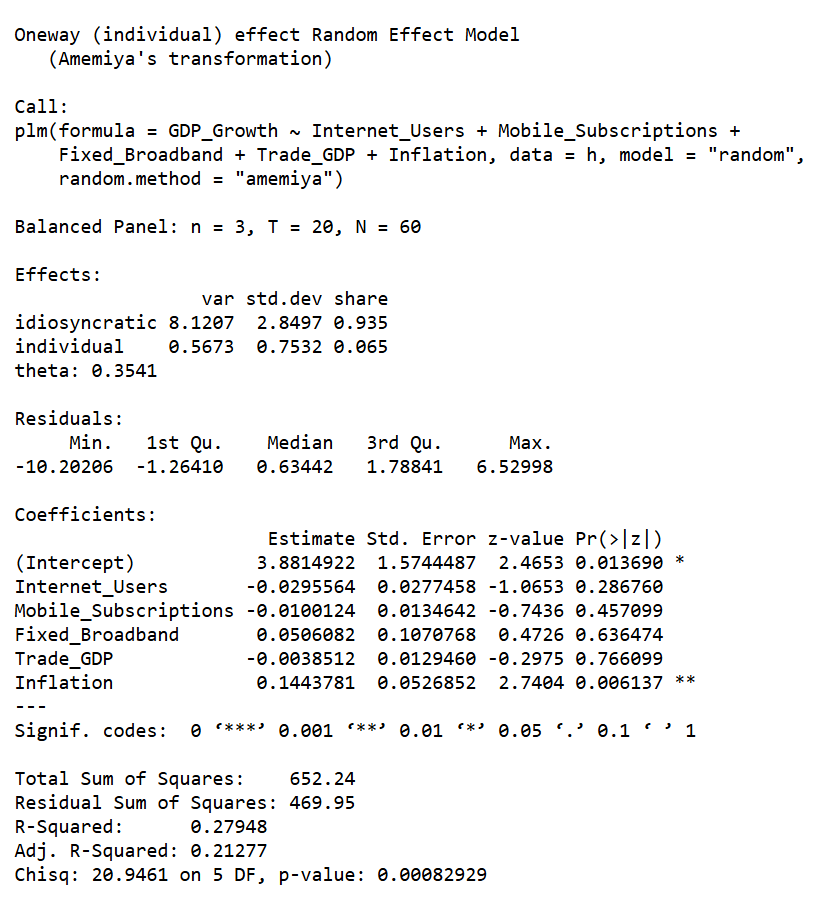 Oneway (individual) effect Random Effect Model
   (Amemiya's transformation)

Call:
plm(formula = GDP_Growth ~ Internet_Users + Mobile_Subscriptions +
    Fixed_Broadband + Trade_GDP + Inflation, data = h, model = "random",
    random.method = "amemiya")

Balanced Panel: n = 3, T = 20, N = 60

Effects:
                 var std.dev share
idiosyncratic 8.1207  2.8497 0.935
individual    0.5673  0.7532 0.065
theta: 0.3541

Residuals:
     Min.   1st Qu.    Median   3rd Qu.      Max.
-10.20206  -1.26410   0.63442   1.78841   6.52998

Coefficients:
                       Estimate Std. Error z-value Pr(>|z|)
(Intercept)           3.8814922  1.5744487  2.4653 0.013690 *
Internet_Users       -0.0295564  0.0277458 -1.0653 0.286760
Mobile_Subscriptions -0.0100124  0.0134642 -0.7436 0.457099
Fixed_Broadband       0.0506082  0.1070768  0.4726 0.636474
Trade_GDP            -0.0038512  0.0129460 -0.2975 0.766099
Inflation             0.1443781  0.0526852  2.7404 0.006137 **
---
Signif. codes:  0 ‘***’ 0.001 ‘**’ 0.01 ‘*’ 0.05 ‘.’ 0.1 ‘ ’ 1

Total Sum of Squares:    652.24
Residual Sum of Squares: 469.95
R-Squared:      0.27948
Adj. R-Squared: 0.21277
Chisq: 20.9461 on 5 DF, p-value: 0.00082929